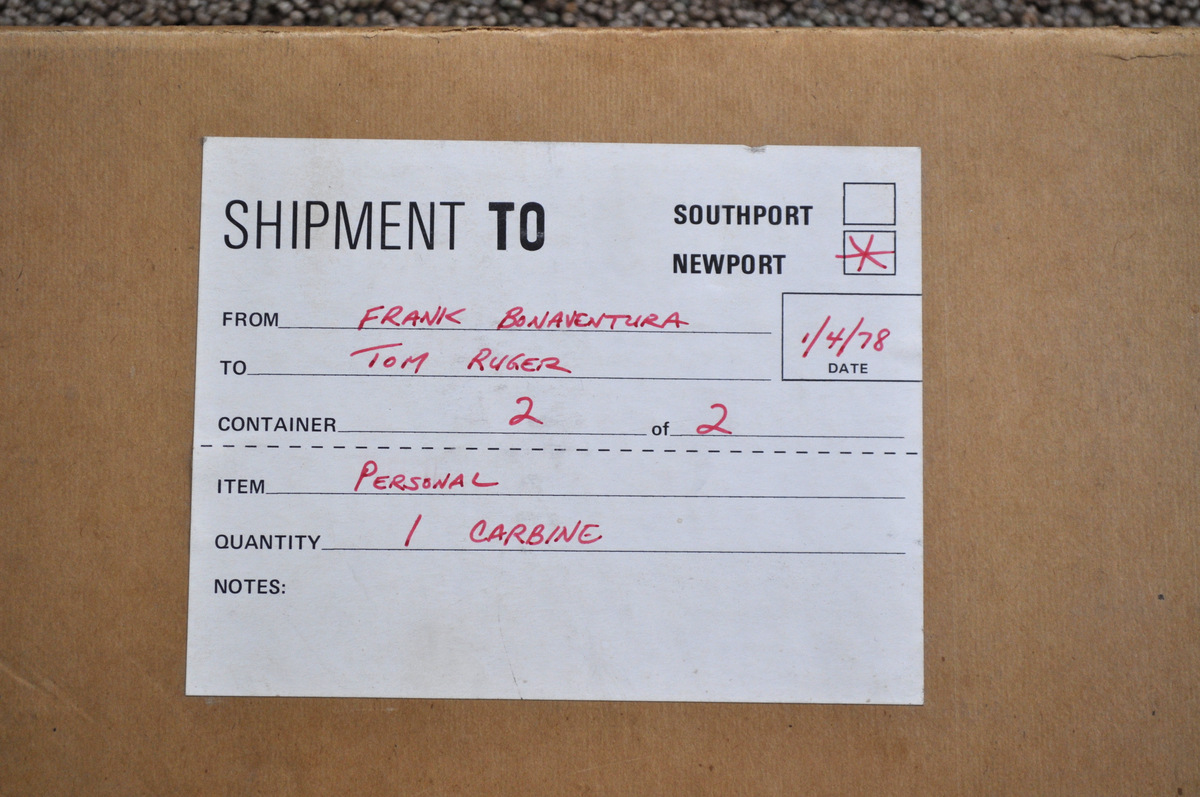 SHIPMENT TO
SOUTHPORT
NEWPORT
FROM FRANK BONAVENTURA
1/4/78
DATE
TO TOM RUGER
CONTAINER 2 of 2
ITEM PERSONAL
QUANTITY 1 CARBINE
NOTES: